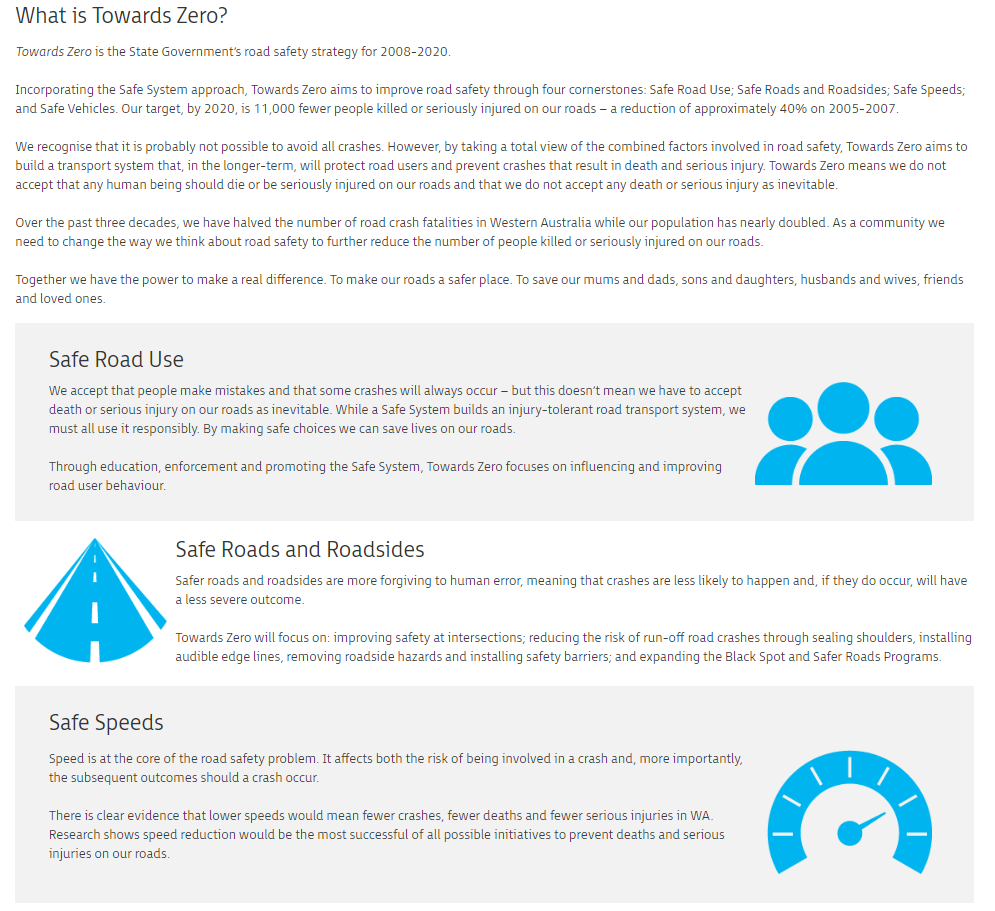 What is Towards Zero?
Towards Zero is the State Government's road safety strategy for 2008-2020.
Incorporating the Safe System approach, Towards Zero aims to improve road safety through four cornerstones: Safe Road Use; Safe Roads and Roadsides; Safe Speeds;
and Safe Vehicles. Our target, by 2020, is 11,000 fewer people killed or seriously injured on our roads – a reduction of approximately 40% on 2005-2007.
We recognise that it is probably not possible to avoid all crashes. However, by taking a total view of the combined factors involved in road safety, Towards Zero aims to
build a transport system that, in the longer-term, will protect road users and prevent crashes that result in death and serious injury. Towards Zero means we do not
accept that any human being should die or be seriously injured on our roads and that we do not accept any death or serious injury as inevitable.
Over the past three decades, we have halved the number of road crash fatalities in Western Australia while our population has nearly doubled. As a community we
need to change the way we think about road safety to further reduce the number of people killed or seriously injured on our roads.
Together we have the power to make a real difference. To make our roads a safer place. To save our mums and dads, sons and daughters, husbands and wives, friends
and loved ones.
Safe Road Use
We accept that people make mistakes and that some crashes will always occur – but this doesn't mean we have to accept
death or serious injury on our roads as inevitable. While a Safe System builds an injury-tolerant road transport system, we
must all use it responsibly. By making safe choices we can save lives on our roads.
Through education, enforcement and promoting the Safe System, Towards Zero focuses on influencing and improving
road user behaviour.
Safe Roads and Roadsides
Safer roads and roadsides are more forgiving to human error, meaning that crashes are less likely to happen and, if they do occur, will have
a less severe outcome.
Towards Zero will focus on: improving safety at intersections; reducing the risk of run-off road crashes through sealing shoulders, installing
audible edge lines, removing roadside hazards and installing safety barriers; and expanding the Black Spot and Safer Roads Programs.
Safe Speeds
Speed is at the core of the road safety problem. It affects both the risk of being involved in a crash and, more importantly,
the subsequent outcomes should a crash occur.
There is clear evidence that lower speeds would mean fewer crashes, fewer deaths and fewer serious injuries in WA.
Research shows speed reduction would be the most successful of all possible initiatives to prevent deaths and serious
injuries on our roads.